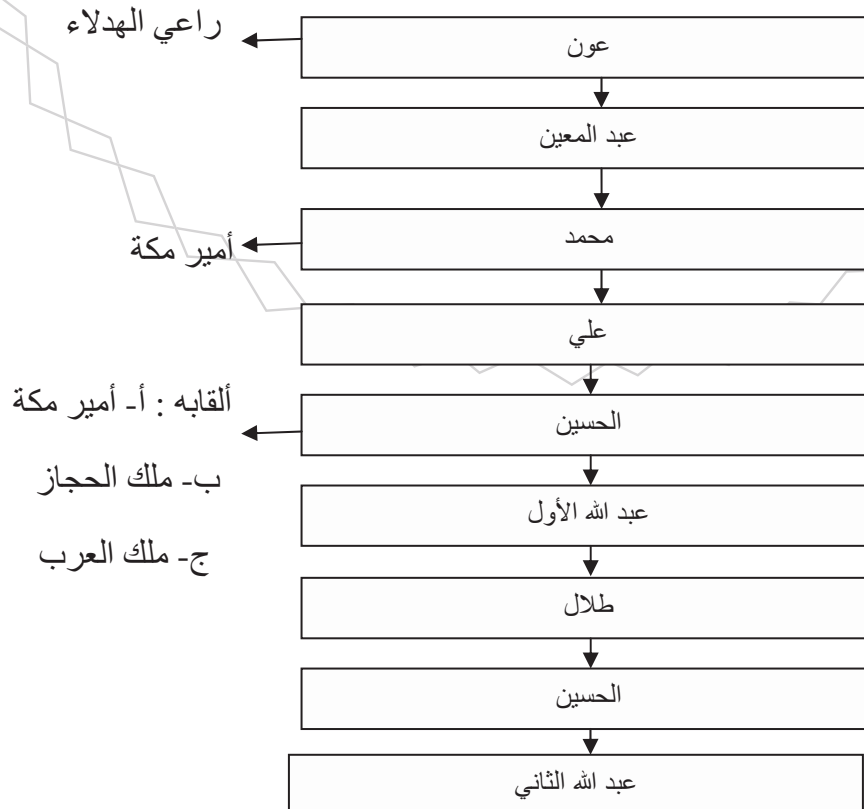 راعي الهدلاء
عون
عبد المعين
محمد
أمير مكة
علي
ألقابه : أ- أمير مكة
الحسين
ب- ملك الحجاز
عبد الله الأول
ج- ملك العرب
طلال
الحسين
عبد الله الثاني